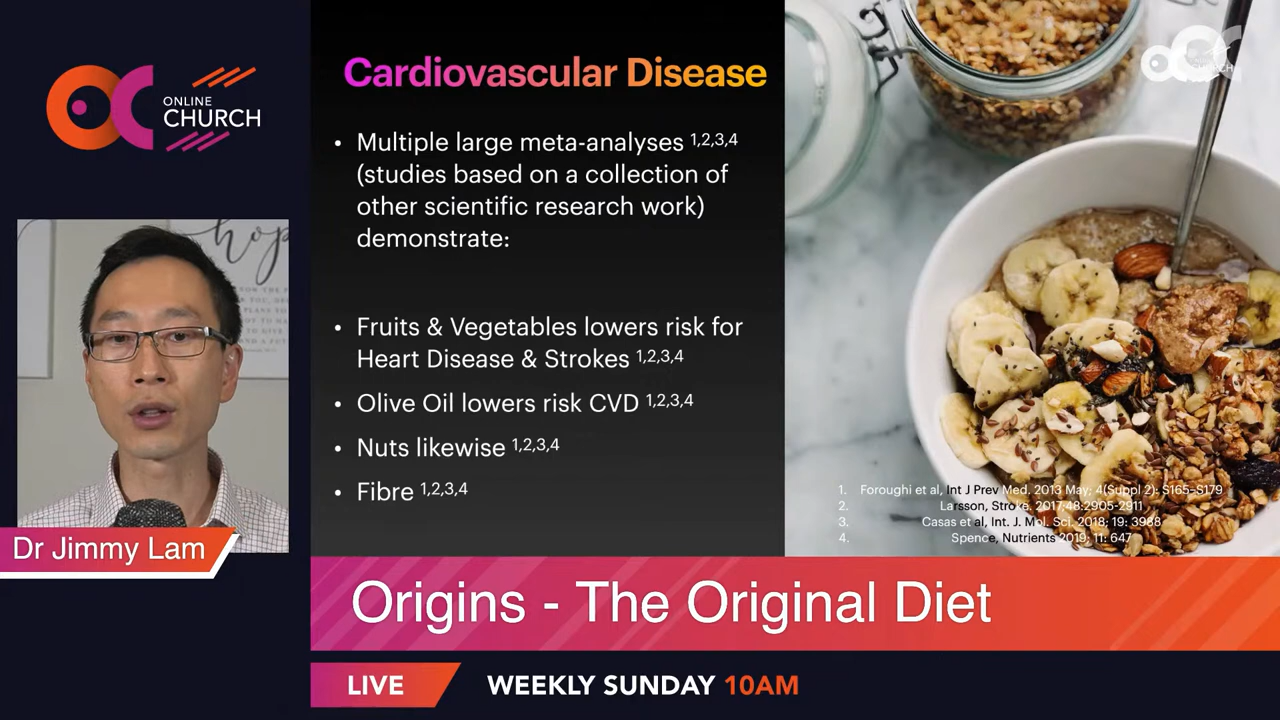 ONLINE
CHURCH
Cardiovascular Disease
• Multiple large meta-analyses 1,2,3,4
(studies based on a collection of
other scientific research work)
demonstrate:
• Fruits & Vegetables lowers risk for
Heart Disease & Strokes 1,2,3,4
• Olive Oil lowers risk CVD 1,2,3,4
• Nuts likewise 1,2,3,4
• Fibre 1,2,3,4
1. Foroughi et al, Int J Prev Med. 2013 May; 4(Suppl 2): S165–S179
2. Larsson, Stroke. 2017;48:2905-2911
3. Casas et al, Int. J. Mol. Sci. 2018; 19: 3988
4. Spence, Nutrients 2019; 11: 647
hop
Dr Jimmy Lam
Origins - The Original Diet
LIVE
WEEKLY SUNDAY 10AM